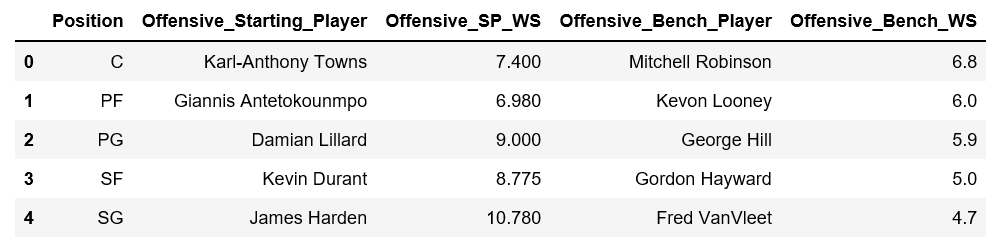 Position Offensive_Starting_Player Offensive_SP_WS Offensive_Bench_Player Offensive_Bench_WS
0 C Karl-Anthony Towns 7.400 Mitchell Robinson 6.8
1 PF Giannis Antetokounmpo 6.980 Kevon Looney 6.0
2 PG Damian Lillard 9.000 George Hill 5.9
3 SF Kevin Durant 8.775 Gordon Hayward 5.0
4 SG James Harden 10.780 Fred VanVleet 4.7